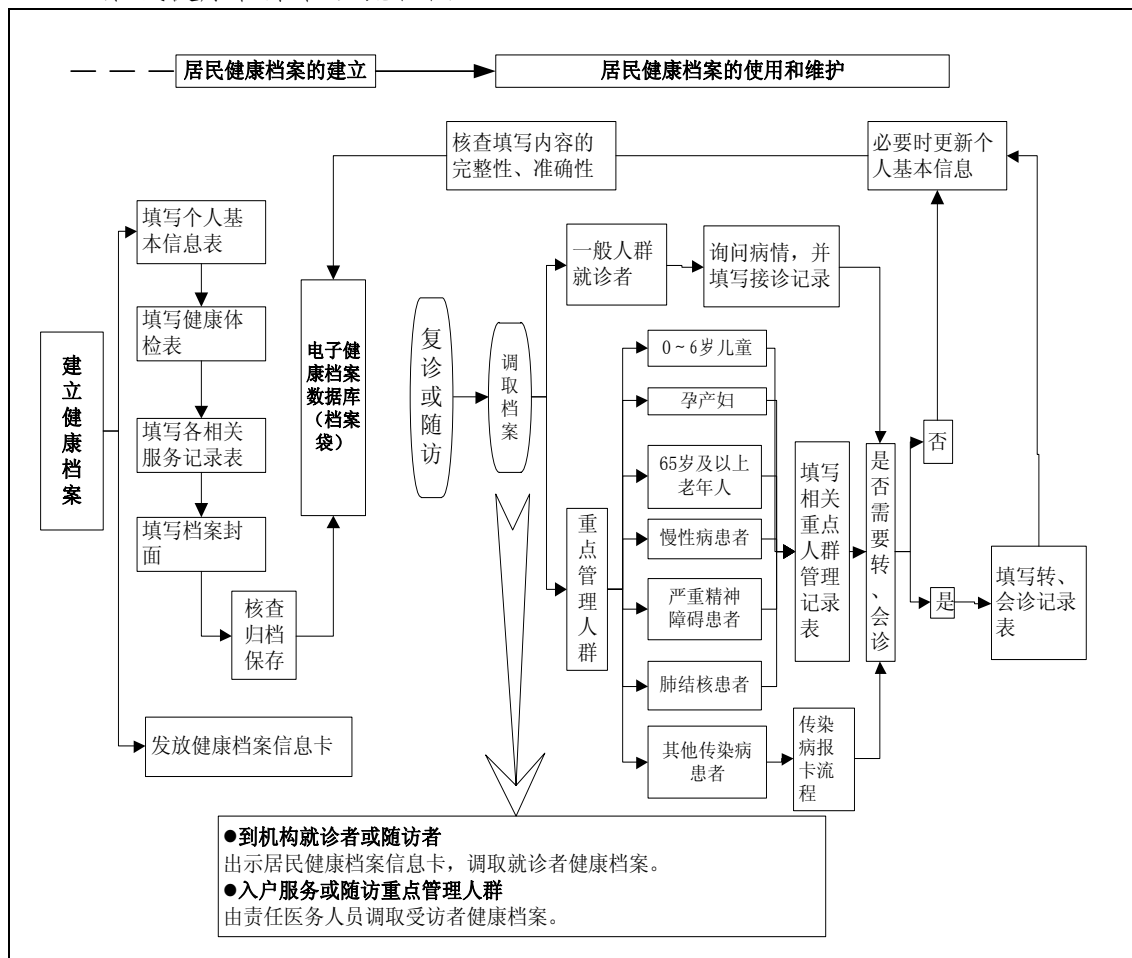 居民健康档案的建立
居民健康档案的使用和维护
核查填写内容的
完整性、准确性
必要时更新个
人基本信息
填写个人基
本信息表
填写健康体
检表
填写各相关
服务记录表
填写档案封
面
核查
归档
保存
建立健康档案
发放健康档案信息卡
电子健
康档案
数据库
（档案
袋）
复诊或随访
调取档案
一般人群
就诊者
询问病情，并
填写接诊记录
重点管理人群
0～6岁儿童
孕产妇
65岁及以上
老年人
慢性病患者
严重精神
障碍患者
肺结核患者
其他传染病
患者
填写
相关
重点
人群
管理
记录
表
传染
病报
卡流
程
是否需要转、会诊
否
是
填写转、
会诊记录
表
●到机构就诊者或随访者
出示居民健康档案信息卡，调取就诊者健康档案。
●入户服务或随访重点管理人群
由责任医务人员调取受访者健康档案。